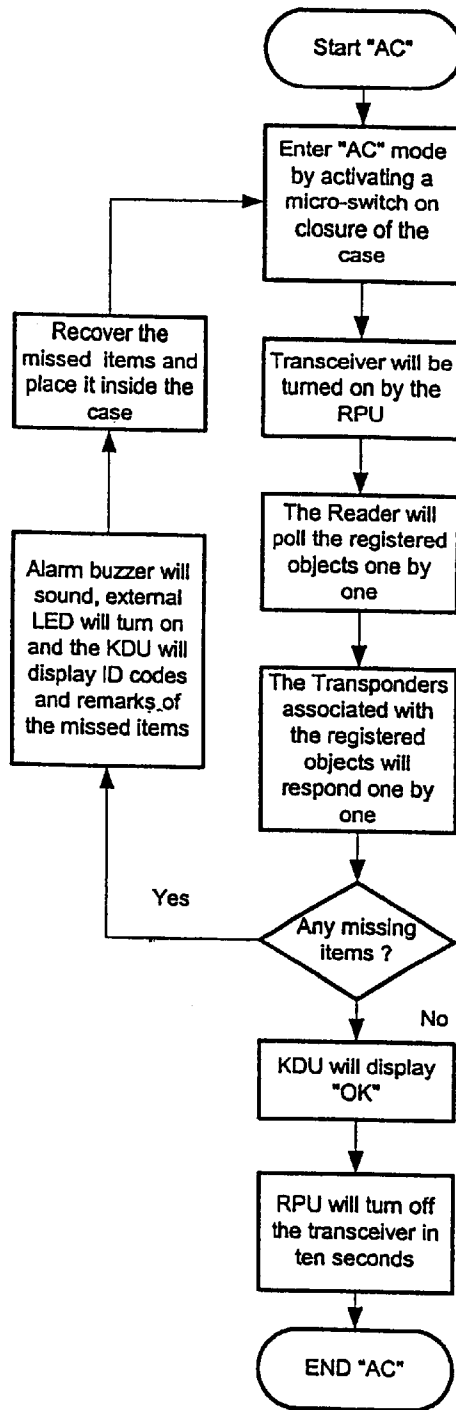 Start "AC"
Enter "AC" mode
by activating a
micro-switch on
closure of the
case
Transceiver will be
turned on by the
RPU
The Reader will
poll the registered
objects one by
one
The Transponders
associated with
the registered
objects will
respond one by
one
Any missing
items ?
Yes
Alarm buzzer will
sound, external
LED will turn on
and the KDU will
display ID codes
and remarks of
the missed items
Recover the
missed items and
place it inside the
case
No
KDU will display
"OK"
RPU will turn off
the transceiver in
ten seconds
END "AC"